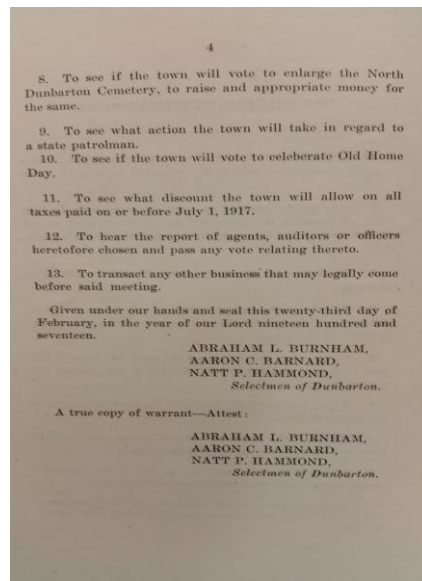 4
8. To see if the town will vote to enlarge the North
Dunbarton Cemetery, to raise and appropriate money for
the same.
9. To see what action the town will take in regard to
a state patrolman.
10. To see if the town will vote to celeberate Old Home
Day.
11. To see what discount the town will allow on all
taxes paid on or before July 1, 1917.
12. To hear the report of agents, auditors or officers
heretofore chosen and pass any vote relating thereto.
13. To transact any other business that may legally come
before said meeting.
Given under our hands and seal this twenty-third day of
February, in the year of our Lord nineteen hundred and
seventeen.
ABRAHAM L. BURNHAM,
AARON C. BARNARD,
NATT P. HAMMOND,
Selectmen of Dunbarton.
A true copy of warrant—Attest:
ABRAHAM L. BURNHAM,
AARON C. BARNARD,
NATT P. HAMMOND,
Selectmen of Dunbarton.